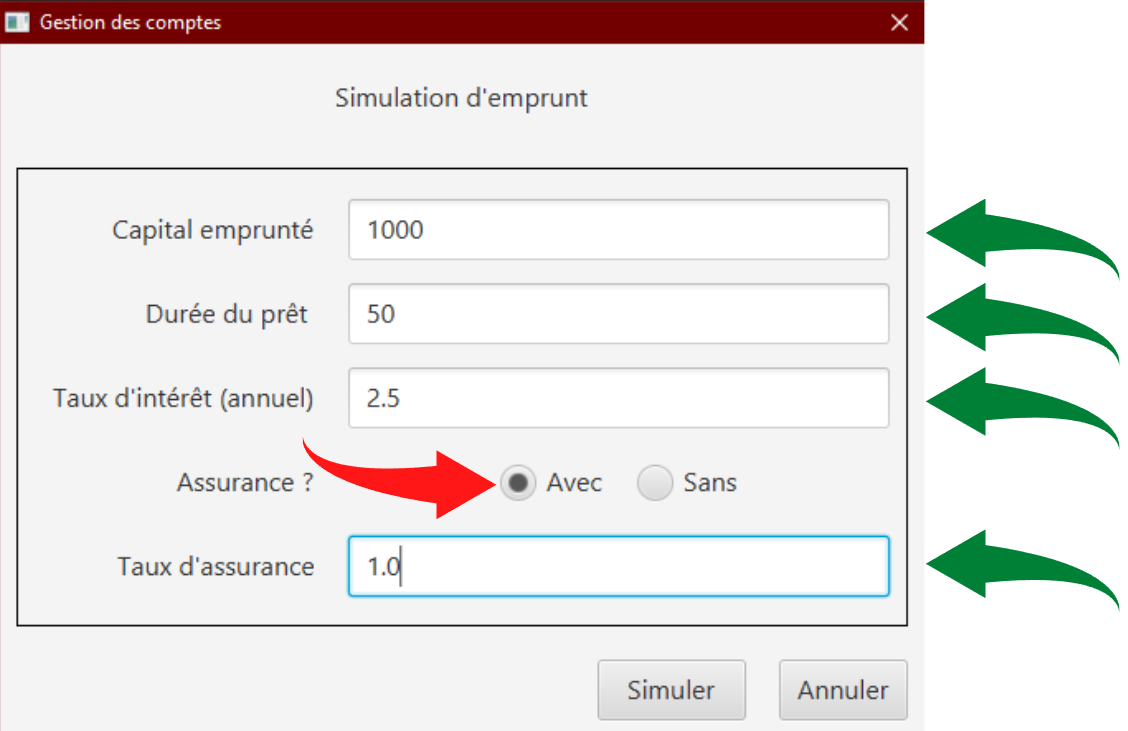 Gestion des comptes
Simulation d'emprunt
Capital emprunté 1000
Durée du prêt 50
Taux d'intérêt (annuel) 2.5
Assurance ? Avec Sans
Taux d'assurance 1.0
Simuler Annuler